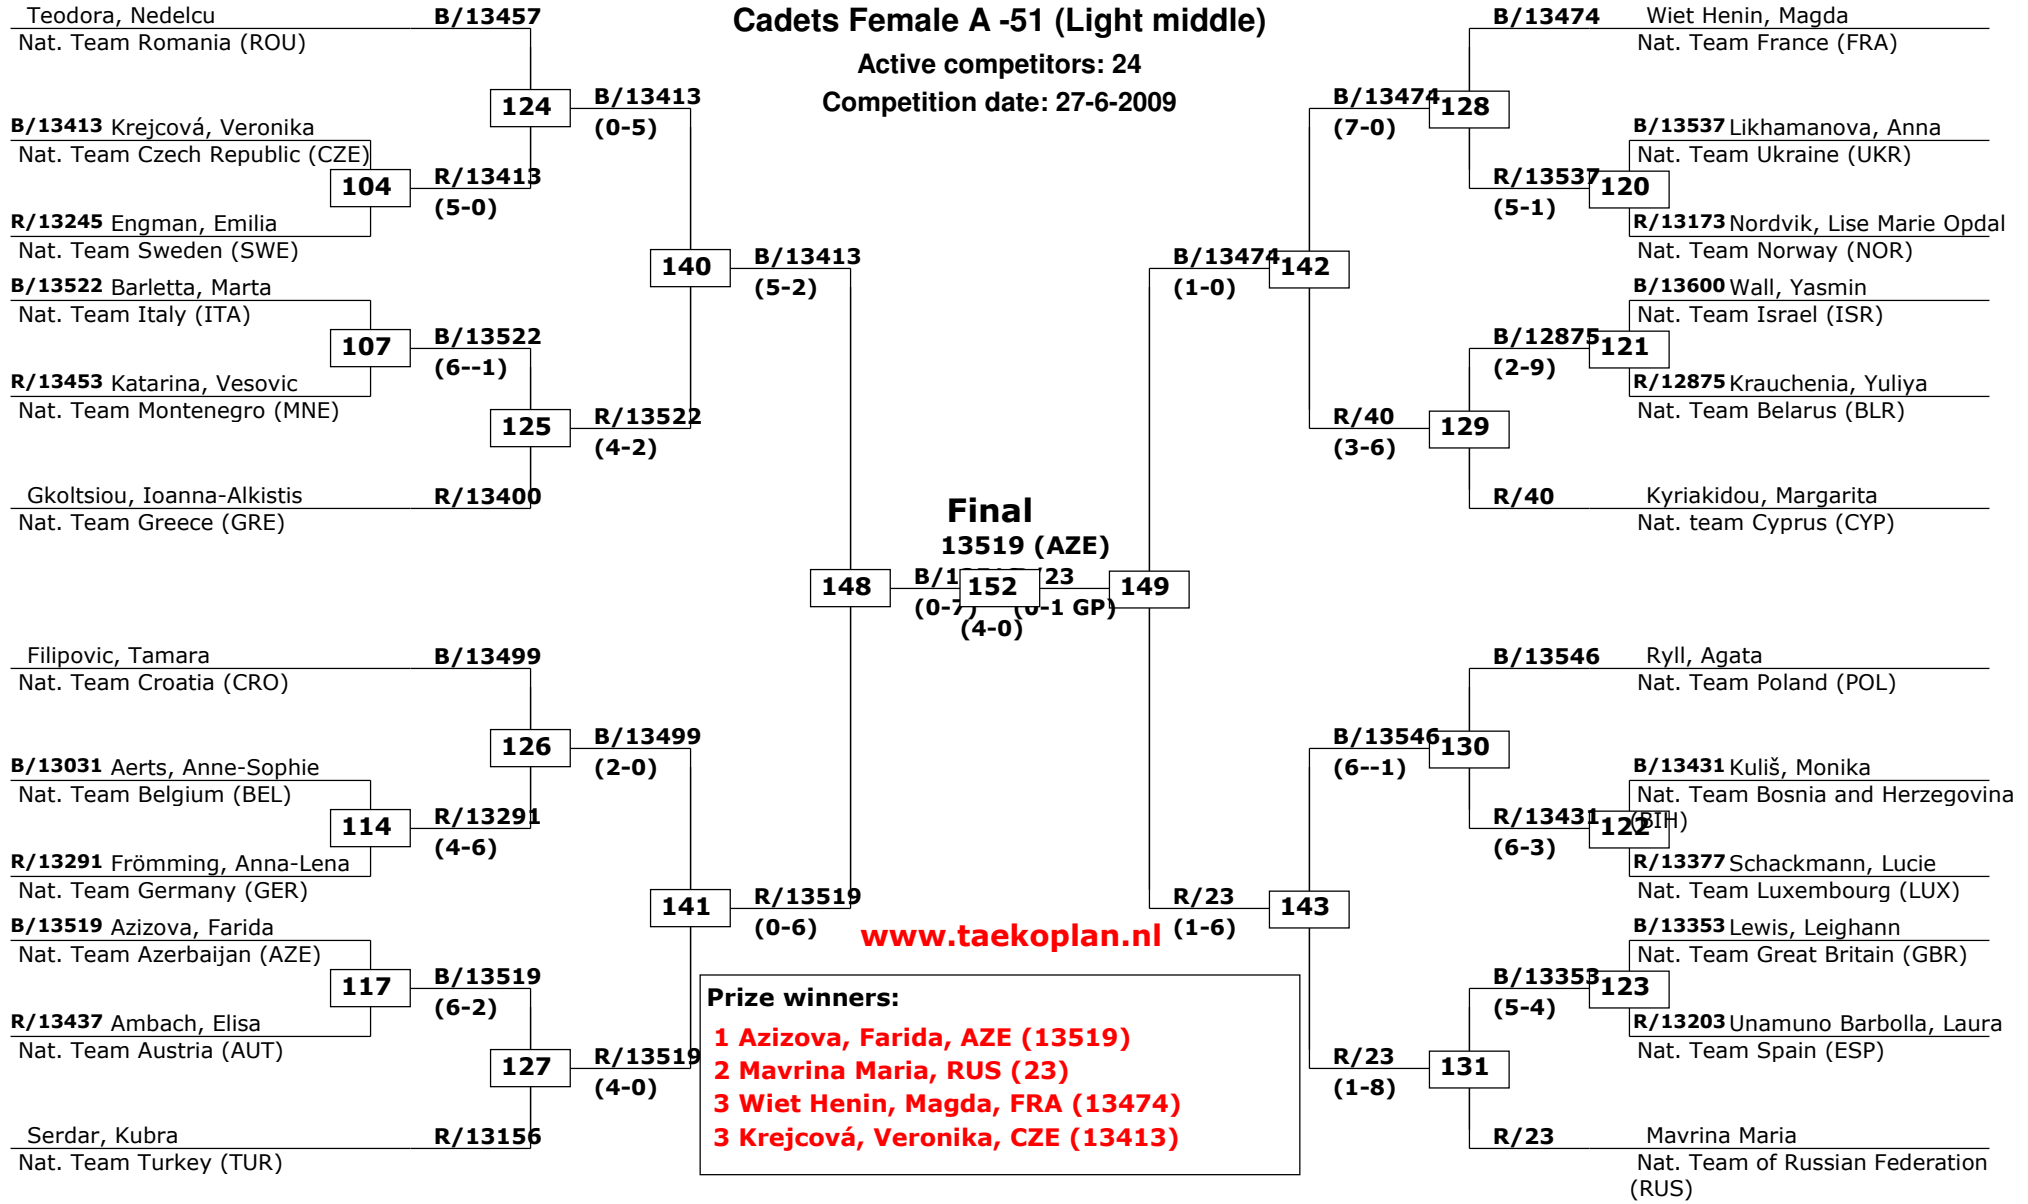 Cadets Female A -51 (Light middle)
Active competitors: 24
Competition date: 27-6-2009
Teodora, Nedelcu
B/13457
Nat. Team Romania (ROU)
124
B/13413
(0-5)
B/13413 Krejcová, Veronika
Nat. Team Czech Republic (CZE)
104
R/13413
(5-0)
R/13245 Engman, Emilia
Nat. Team Sweden (SWE)
140
B/13413
(5-2)
B/13522 Barletta, Marta
Nat. Team Italy (ITA)
107
B/13522
(6--1)
R/13453 Katarina, Vesovic
Nat. Team Montenegro (MNE)
125
R/13522
(4-2)
Gkoltsiou, Ioanna-Alkistis
R/13400
Nat. Team Greece (GRE)
148
Filipovic, Tamara
B/13499
Nat. Team Croatia (CRO)
126
B/13499
(2-0)
B/13031 Aerts, Anne-Sophie
Nat. Team Belgium (BEL)
114
R/13291
(4-6)
R/13291 Frömming, Anna-Lena
Nat. Team Germany (GER)
141
R/13519
(0-6)
B/13519 Azizova, Farida
Nat. Team Azerbaijan (AZE)
117
B/13519
(6-2)
R/13437 Ambach, Elisa
Nat. Team Austria (AUT)
127
R/13519
(4-0)
Serdar, Kubra
R/13156
Nat. Team Turkey (TUR)
Final
13519 (AZE)
152
23
(0-7)
(0-1 GP)
(4-0)
149
B/13474
Wiet Henin, Magda
Nat. Team France (FRA)
B/13474
128
(7-0)
B/13537 Likhamanova, Anna
Nat. Team Ukraine (UKR)
R/13537
120
(5-1)
R/13173 Nordvik, Lise Marie Opdal
Nat. Team Norway (NOR)
B/13474
142
(1-0)
B/13600 Wall, Yasmin
Nat. Team Israel (ISR)
B/12875
121
(2-9)
R/12875 Krauchenia, Yuliya
Nat. Team Belarus (BLR)
R/40
129
(3-6)
R/40
Kyriakidou, Margarita
Nat. team Cyprus (CYP)
B/13546
Ryll, Agata
Nat. Team Poland (POL)
B/13546
130
(6--1)
B/13431 Kuliš, Monika
Nat. Team Bosnia and Herzegovina
(BIH)
R/13431
122
(6-3)
R/13377 Schackmann, Lucie
Nat. Team Luxembourg (LUX)
R/23
143
(1-6)
B/13353 Lewis, Leighann
Nat. Team Great Britain (GBR)
B/13353
123
(5-4)
R/13203 Unamuno Barbolla, Laura
Nat. Team Spain (ESP)
R/23
131
(1-8)
R/23
Mavrina Maria
Nat. Team of Russian Federation
(RUS)
www.taekoplan.nl
Prize winners:
1 Azizova, Farida, AZE (13519)
2 Mavrina Maria, RUS (23)
3 Wiet Henin, Magda, FRA (13474)
3 Krejcová, Veronika, CZE (13413)